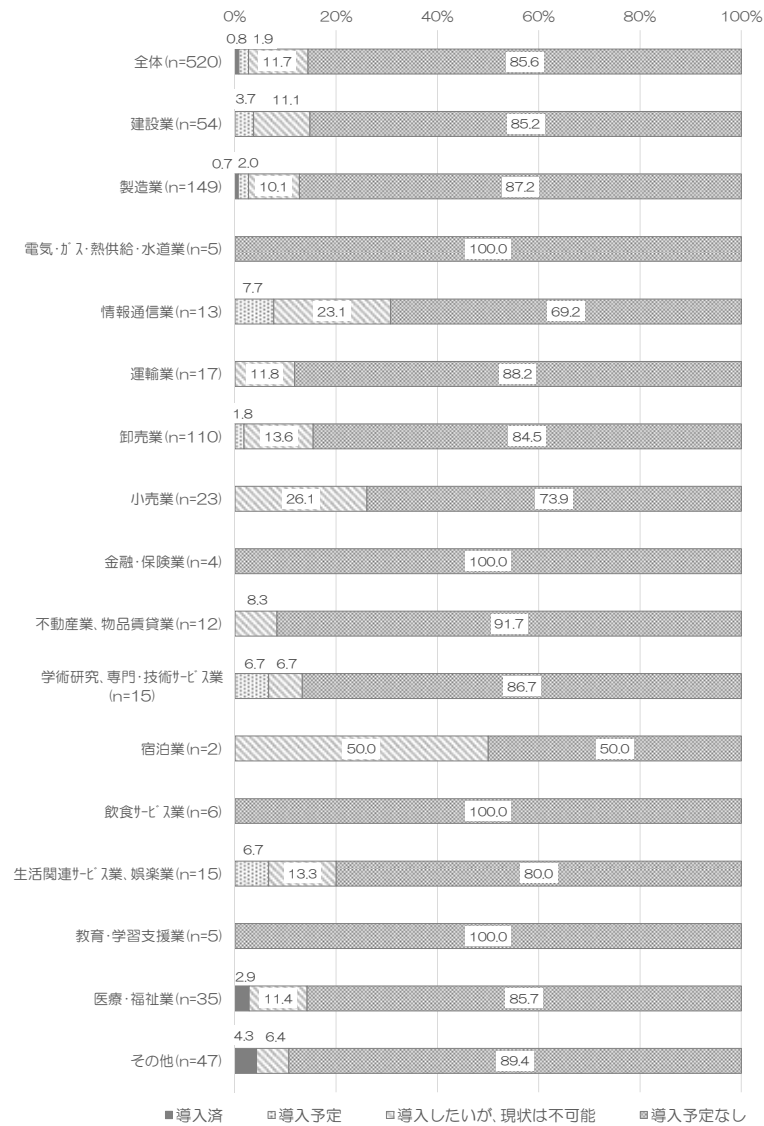 0% 20% 40% 60% 80% 100%
0.8 1.9
全体(n=520) 11.7 85.6
3.7 11.1
建設業(n=54) 85.2
0.7 2.0
製造業(n=149) 10.1 87.2
電気・ｶﾞｽ・熱供給・水道業(n=5) 100.0
7.7
情報通信業(n=13) 23.1 69.2
運輸業(n=17) 11.8 88.2
1.8
卸売業(n=110) 13.6 84.5
小売業(n=23) 26.1 73.9
金融・保険業(n=4) 100.0
8.3
不動産業、物品賃貸業(n=12) 91.7
6.7 6.7
学術研究、専門・技術ｻｰﾋﾞｽ業
(n=15) 86.7
宿泊業(n=2) 50.0 50.0
飲食ｻｰﾋﾞｽ業(n=6) 100.0
6.7
生活関連ｻｰﾋﾞｽ業、娯楽業(n=15) 13.3 80.0
教育・学習支援業(n=5) 100.0
2.9
医療・福祉業(n=35) 11.4 85.7
4.3 6.4
その他(n=47) 89.4
導入済 導入予定 導入したいが、現状は不可能 導入予定なし